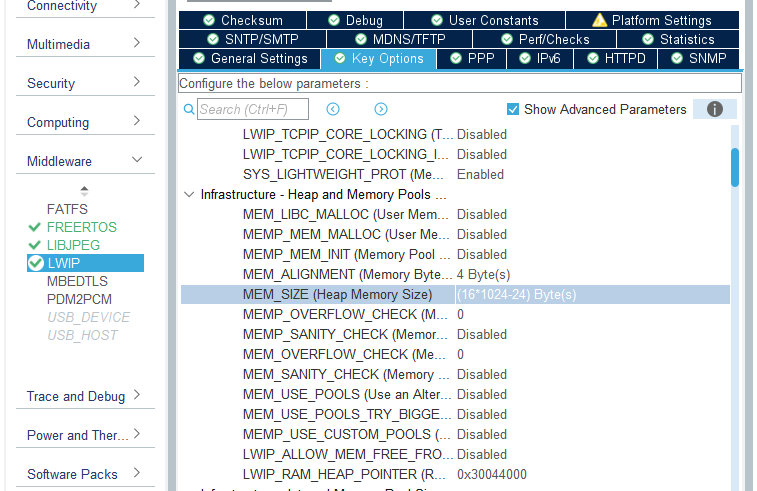 Connectivity
Multimedia
Security
Computing
Middleware
FATFS
FREERTOS
LIBJPEG
LWIP
MBEDTLS
PDM2PCM
USB_DEVICE
USB_HOST
Trace and Debug
Power and Ther...
Software Packs
Checksum Debug User Constants Platform Settings
SNTP/SMTP MDNS/TFTP Perf/Checks Statistics
General Settings Key Options PPP IPv6 HTTPD SNMP
Configure the below parameters :
Search (Ctrl+F) Show Advanced Parameters
LWIP_TCPIP_CORE_LOCKING (T... Disabled
LWIP_TCPIP_CORE_LOCKING_I... Disabled
SYS_LIGHTWEIGHT_PROT (Me... Enabled
Infrastructure - Heap and Memory Pools ...
MEM_LIBC_MALLOC (User Mem... Disabled
MEMP_MEM_MALLOC (User Me... Disabled
MEMP_MEM_INIT (Memory Pool ... Disabled
MEM_ALIGNMENT (Memory Byte... 4 Byte(s)
MEM_SIZE (Heap Memory Size) (16*1024-24) Byte(s)
MEMP_OVERFLOW_CHECK (M... 0
MEMP_SANITY_CHECK (Memor... Disabled
MEM_OVERFLOW_CHECK (Me... 0
MEM_SANITY_CHECK (Memory ... Disabled
MEM_USE_POOLS (Use an Alter... Disabled
MEM_USE_POOLS_TRY_BIGGE... Disabled
MEMP_USE_CUSTOM_POOLS (... Disabled
LWIP_ALLOW_MEM_FREE_FRO... Disabled
LWIP_RAM_HEAP_POINTER (R... 0x30044000